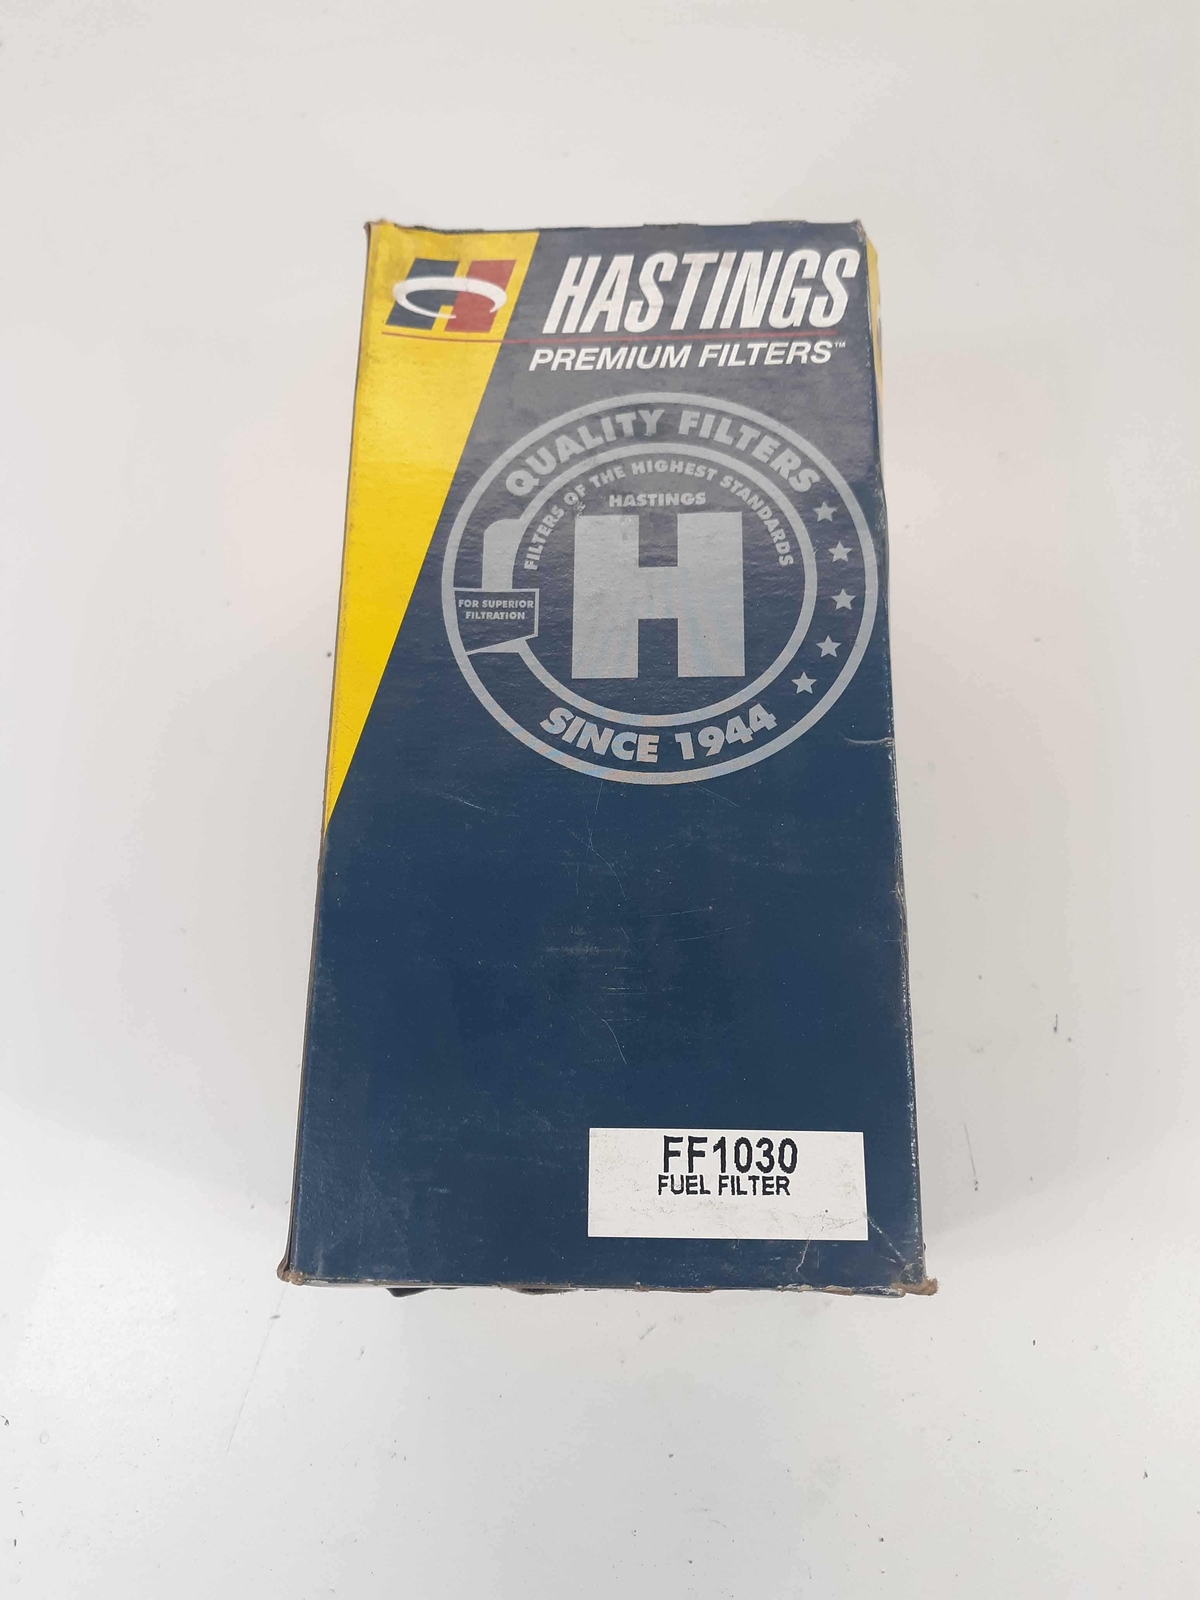 HASTINGS
PREMIUM FILTERS™
QUALITY FILTERS
FILTERS OF THE HIGHEST STANDARDS
HASTINGS
H
FOR SUPERIOR
FILTRATION
SINCE 1944
FF1030
FUEL FILTER